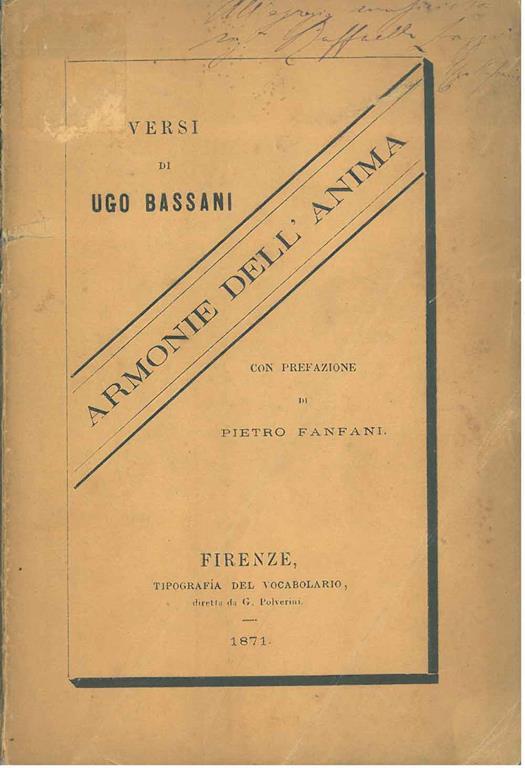 Raffaello
VERSI
DI
UGO BASSANI
ARMONIE DELL' ANIMA
CON PREFAZIONE
DI
PIETRO FANFANI.
FIRENZE,
TIPOGRAFIA DEL VOCABOLARIO,
diretta da G. Polverini.
1871.